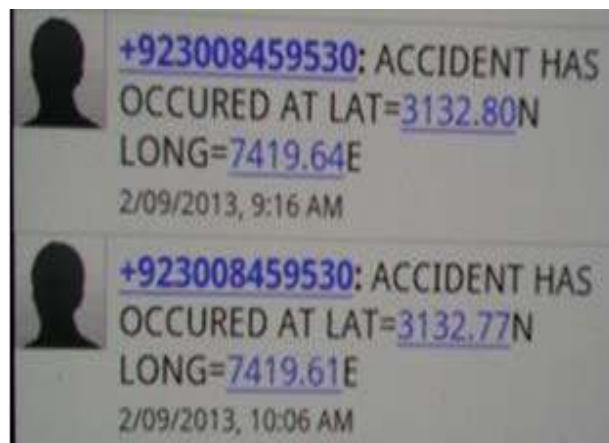 +923008459530: ACCIDENT HAS
OCCURED AT LAT=3132.80N
LONG=7419.64E
2/09/2013, 9:16 AM
+923008459530: ACCIDENT HAS
OCCURED AT LAT=3132.77N
LONG=7419.61E
2/09/2013, 10:06 AM